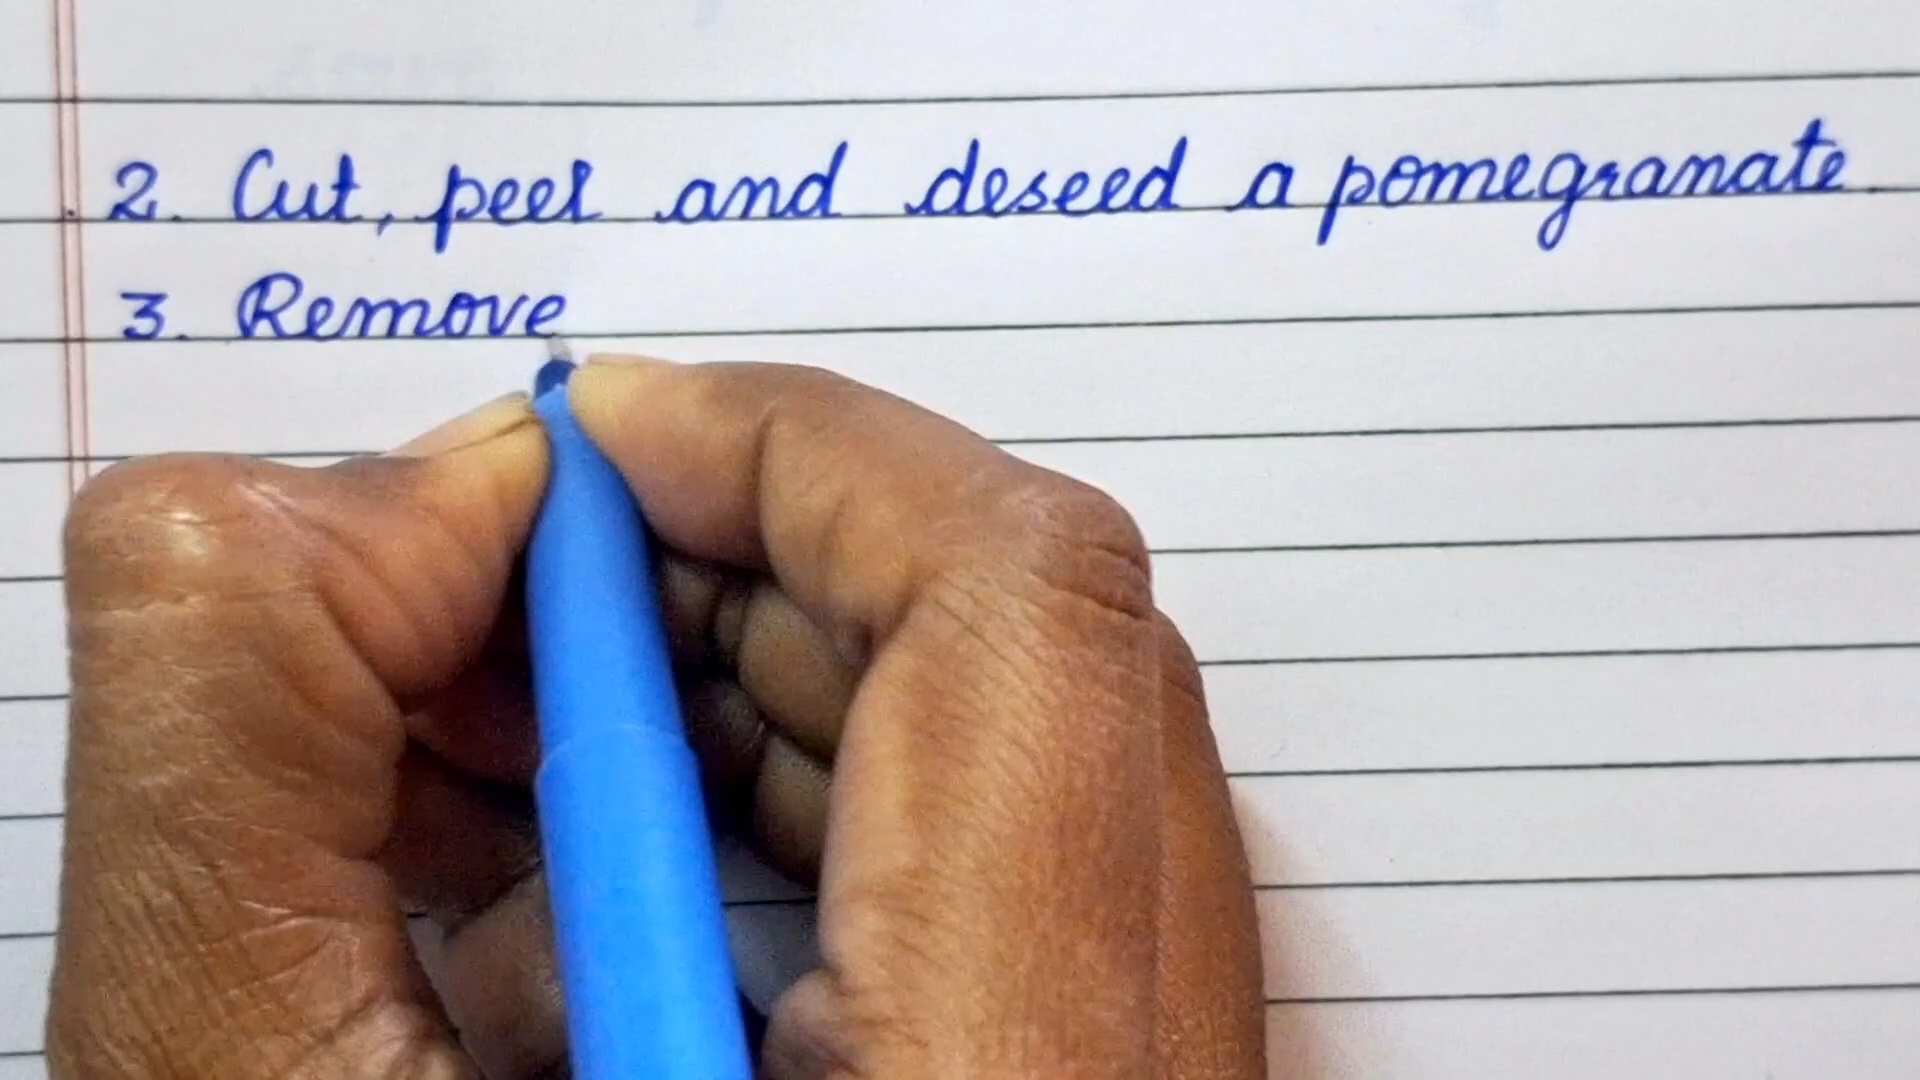 2. Cut, peel and deseed a pomegranate.
3. Remove